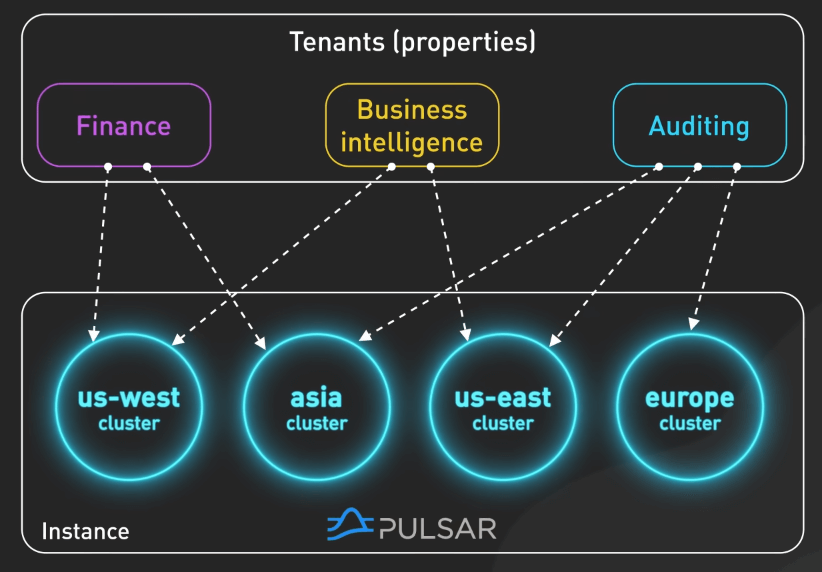 Tenants (properties)
Finance
Business
intelligence
Auditing
us-west
cluster
asia
cluster
us-east
cluster
europe
cluster
Instance
PULSAR